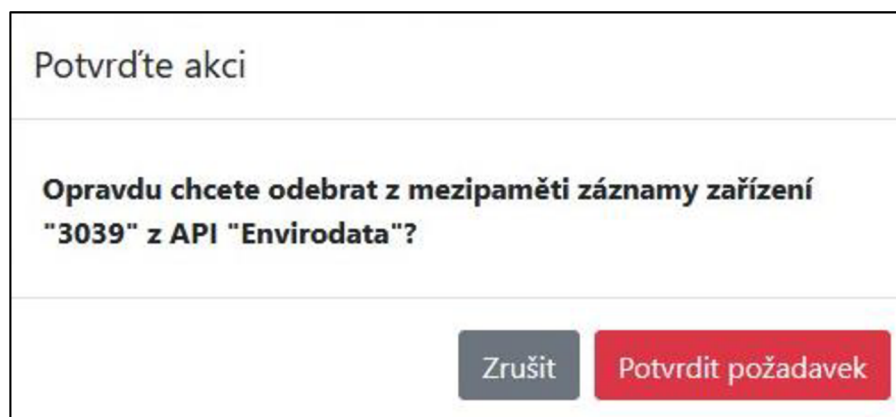 Potvrďte akci
Opravdu chcete odebrat z mezipaměti záznamy zařízení
"3039" z API "Envirodata"?
Zrušit
Potvrdit požadavek